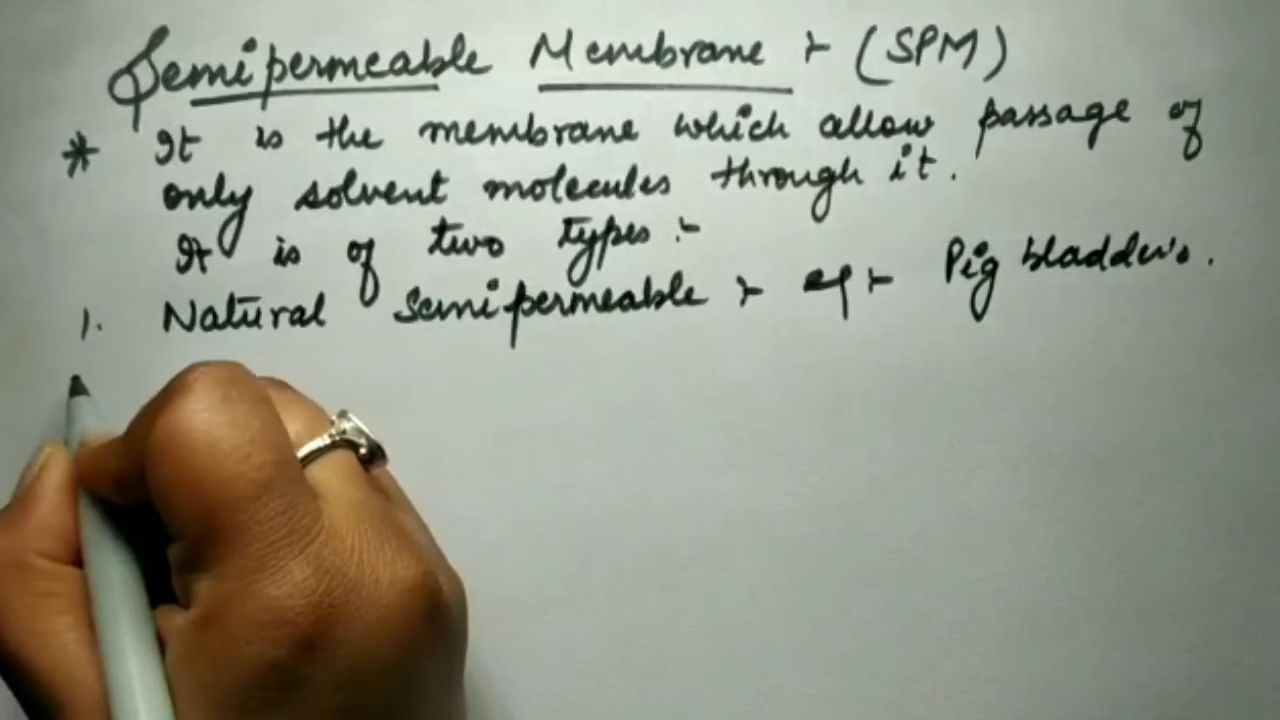 Semipermeable Membrane :- (SPM)
* It is the membrane which allow passage of
only solvent molecules through it.
It is of two types :-
1. Natural Semipermeable :- eg :- Pig bladders.